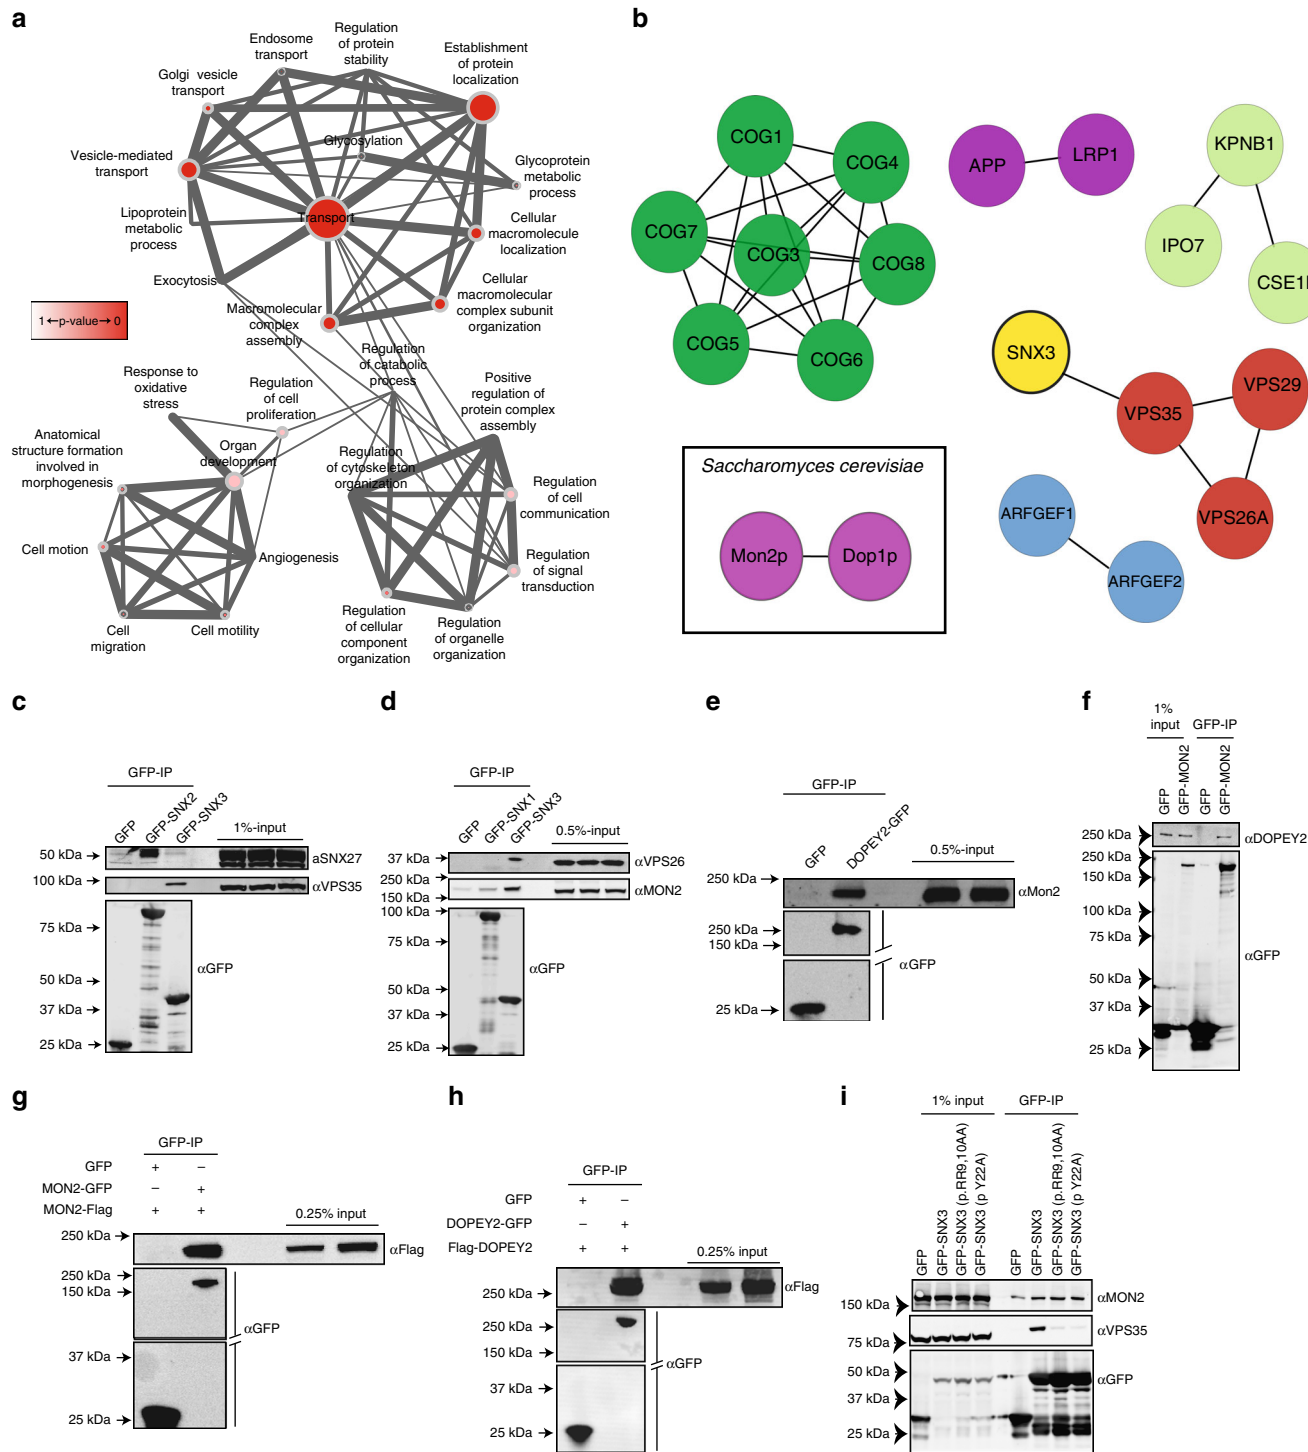 a
Regulation
of protein
stability
Endosome
transport
Establishment
of protein
localization
Golgi vesicle
transport
Glycosylation
Vesicle-mediated
transport
Glycoprotein
metabolic
process
Lipoprotein
metabolic
process
Transport
Cellular
macromolecule
localization
Exocytosis
Cellular
macromolecular
complex subunit
organization
Macromolecular
complex
assembly
1←p-value→ 0
Regulation
of catabolic
process
Response to
oxidative
stress
Regulation
of cell
proliferation
Positive
regulation of
protein complex
assembly
Anatomical
structure formation
involved in
morphogenesis
Organ
development
Regulation
of cytoskeleton
organization
Regulation
of cell
communication
Cell motion
Angiogenesis
Regulation
of signal
transduction
Cell
migration
Cell motility
Regulation
of cellular
component
organization
Regulation
of organelle
organization
b
COG1
COG4
COG7
COG3
COG8
COG5
COG6
APP
LRP1
KPNB1
IPO7
CSE1
SNX3
VPS35
VPS29
VPS26A
ARFGEF1
ARFGEF2
Saccharomyces cerevisiae
Mon2p
Dop1p
c
GFP-IP
GFP
GFP-SNX2
GFP-SNX3
1%-input
50 kDa
aSNX27
100 kDa
αVPS35
75 kDa
50 kDa
37 kDa
25 kDa
αGFP
d
GFP-IP
GFP
GFP-SNX1
GFP-SNX3
0.5%-input
37 kDa
αVPS26
250 kDa
150 kDa
αMON2
100 kDa
75 kDa
50 kDa
37 kDa
25 kDa
αGFP
e
GFP-IP
GFP
DOPEY2-GFP
0.5%-input
250 kDa
αMon2
250 kDa
150 kDa
αGFP
25 kDa
f
1%
input
GFP-IP
GFP
GFP-MON2
GFP
GFP-MON2
250 kDa
αDOPEY2
250 kDa
150 kDa
100 kDa
75 kDa
50 kDa
37 kDa
25 kDa
αGFP
g
GFP-IP
GFP + –
MON2-GFP – +
MON2-Flag + +
0.25% input
250 kDa
αFlag
250 kDa
150 kDa
αGFP
37 kDa
25 kDa
h
GFP-IP
GFP + –
DOPEY2-GFP – +
Flag-DOPEY2 + +
0.25% input
250 kDa
αFlag
250 kDa
150 kDa
αGFP
37 kDa
25 kDa
i
1% input
GFP-IP
GFP
GFP-SNX3
GFP-SNX3 (p.RR9,10AA)
GFP-SNX3 (p Y22A)
GFP
GFP-SNX3
GFP-SNX3 (p.RR9,10AA)
GFP-SNX3 (p Y22A)
150 kDa
αMON2
75 kDa
αVPS35
50 kDa
37 kDa
25 kDa
αGFP